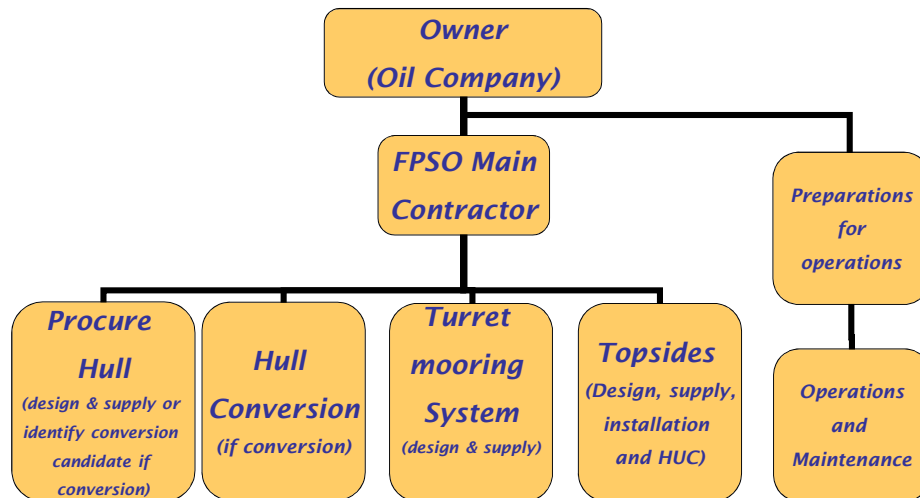 Owner
(Oil Company)
FPSO Main
Contractor
Preparations
for
operations
Procure
Hull
(design & supply or
identify conversion
candidate if
conversion)
Hull
Conversion
(if conversion)
Turret
mooring
System
(design & supply)
Topsides
(Design, supply,
installation
and HUC)
Operations
and
Maintenance